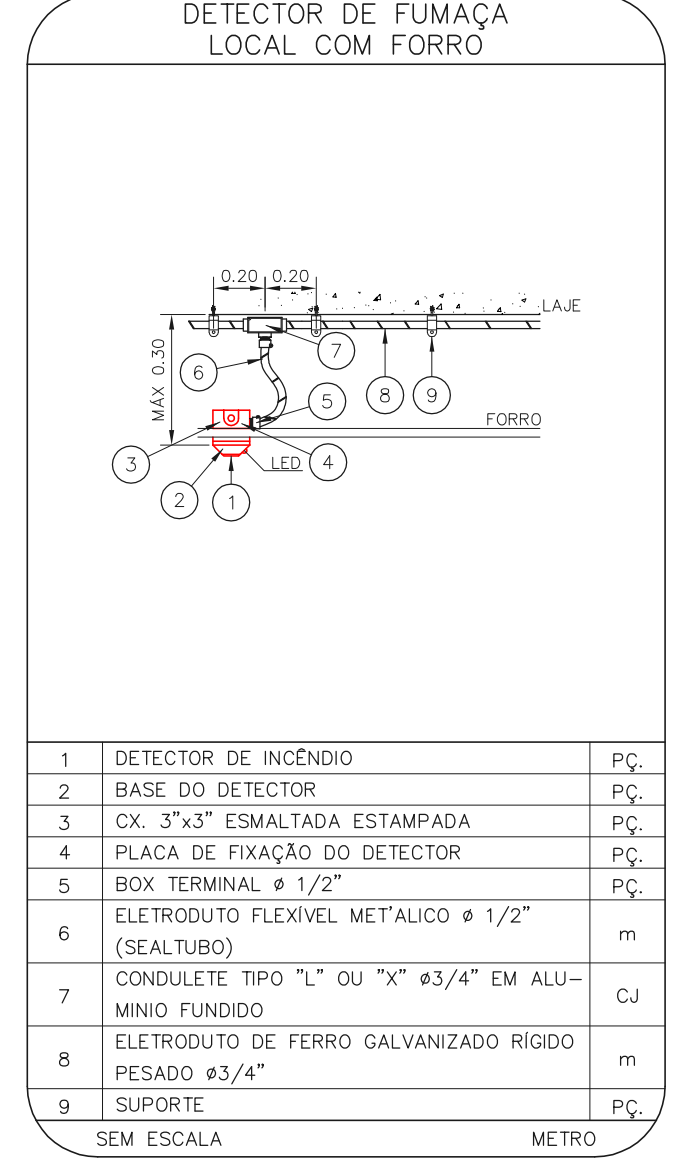 DETECTOR DE FUMAÇA
LOCAL COM FORRO
0.20 0.20
LAJE
MÁX 0.30
7
6
5
8
9
FORRO
3
LED
4
2
1
1 DETECTOR DE INCÊNDIO PÇ.
2 BASE DO DETECTOR PÇ.
3 CX. 3"x3" ESMALTADA ESTAMPADA PÇ.
4 PLACA DE FIXAÇÃO DO DETECTOR PÇ.
5 BOX TERMINAL ø 1/2" PÇ.
6 ELETRODUTO FLEXÍVEL MET'ALICO ø 1/2"
(SEALTUBO) m
7 CONDULETE TIPO "L" OU "X" ø3/4" EM ALU-
MINIO FUNDIDO CJ
8 ELETRODUTO DE FERRO GALVANIZADO RÍGIDO
PESADO ø3/4" m
9 SUPORTE PÇ.
SEM ESCALA METRO